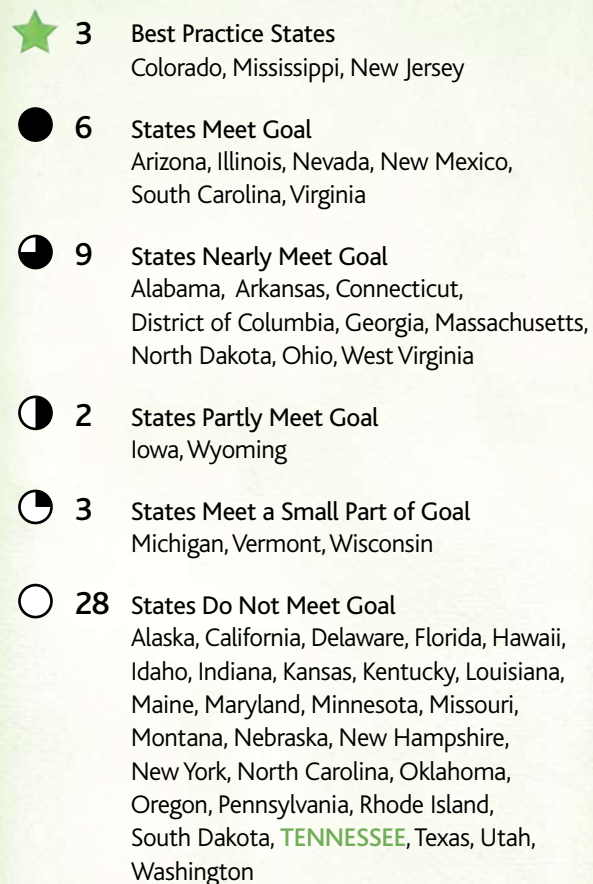 3 Best Practice States
Colorado, Mississippi, New Jersey
6 States Meet Goal
Arizona, Illinois, Nevada, New Mexico,
South Carolina, Virginia
9 States Nearly Meet Goal
Alabama, Arkansas, Connecticut,
District of Columbia, Georgia, Massachusetts,
North Dakota, Ohio, West Virginia
2 States Partly Meet Goal
Iowa, Wyoming
3 States Meet a Small Part of Goal
Michigan, Vermont, Wisconsin
28 States Do Not Meet Goal
Alaska, California, Delaware, Florida, Hawaii,
Idaho, Indiana, Kansas, Kentucky, Louisiana,
Maine, Maryland, Minnesota, Missouri,
Montana, Nebraska, New Hampshire,
New York, North Carolina, Oklahoma,
Oregon, Pennsylvania, Rhode Island,
South Dakota, TENNESSEE, Texas, Utah,
Washington